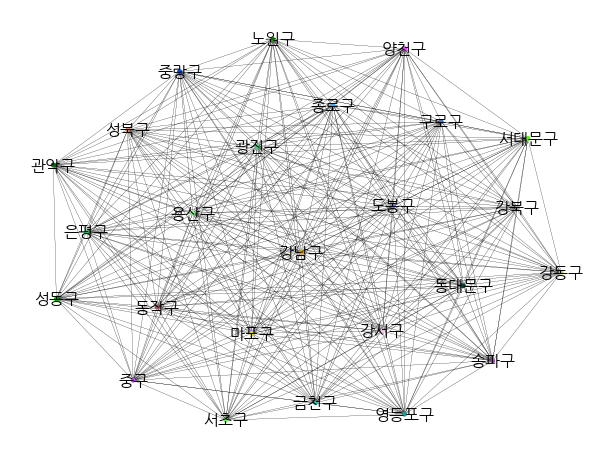 노원구
양천구
중랑구
종로구
구로구
성북구
서대문구
광진구
관악구
도봉구
강북구
용산구
은평구
강남구
강동구
동대문구
성동구
동작구
강서구
마포구
송파구
중구
금천구
영등포구
서초구